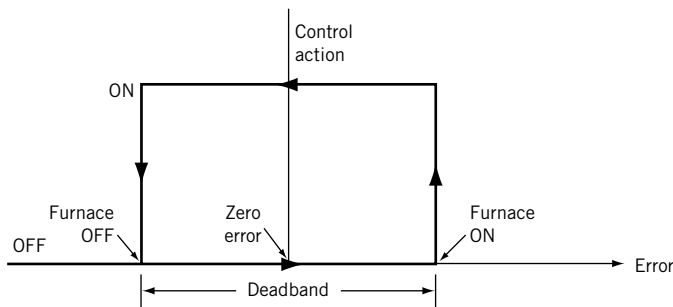 Control
action
ON
Furnace
OFF
Zero
error
Furnace
ON
OFF
Error
Deadband